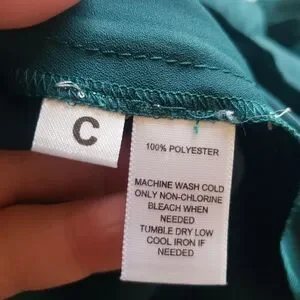 C
100% POLYESTER
MACHINE WASH COLD
ONLY NON-CHLORINE
BLEACH WHEN
NEEDED
TUMBLE DRY LOW
COOL IRON IF
NEEDED